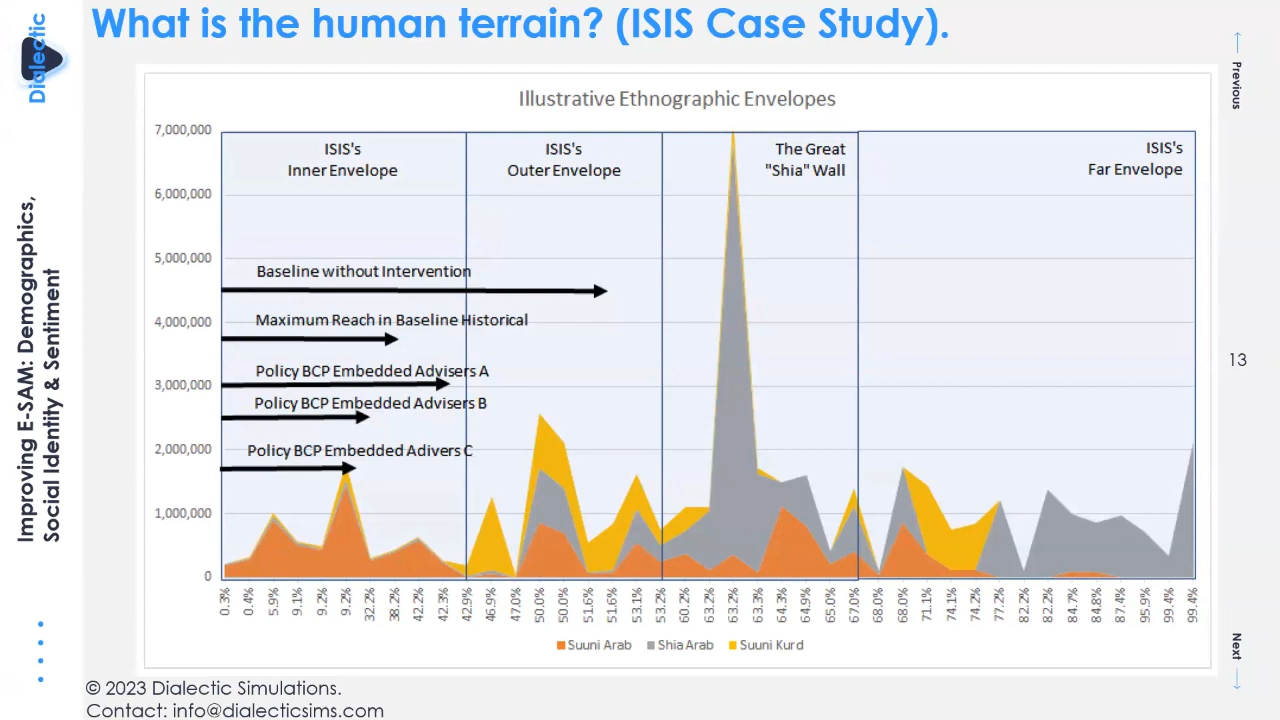 What is the human terrain? (ISIS Case Study).
Dialectic
Improving E-SAM: Demographics,
Social Identity & Sentiment
Previous
13
Next
Illustrative Ethnographic Envelopes
7,000,000
6,000,000
5,000,000
4,000,000
3,000,000
2,000,000
1,000,000
0
ISIS's
Inner Envelope
ISIS's
Outer Envelope
The Great
"Shia" Wall
ISIS's
Far Envelope
Baseline without Intervention
Maximum Reach in Baseline Historical
Policy BCP Embedded Advisers A
Policy BCP Embedded Advisers B
Policy BCP Embedded Advisers C
0.3%
0.4%
5.9%
9.1%
9.2%
9.2%
32.2%
38.2%
42.2%
42.3%
42.9%
46.9%
47.0%
50.0%
50.0%
51.6%
51.6%
53.1%
53.2%
60.2%
63.2%
63.2%
63.3%
64.3%
64.9%
65.0%
67.0%
68.0%
68.0%
71.1%
74.1%
74.2%
77.2%
82.2%
82.2%
84.7%
84.8%
87.4%
95.9%
99.4%
99.4%
Suuni Arab
Shia Arab
Suuni Kurd
© 2023 Dialectic Simulations.
Contact: info@dialecticsims.com